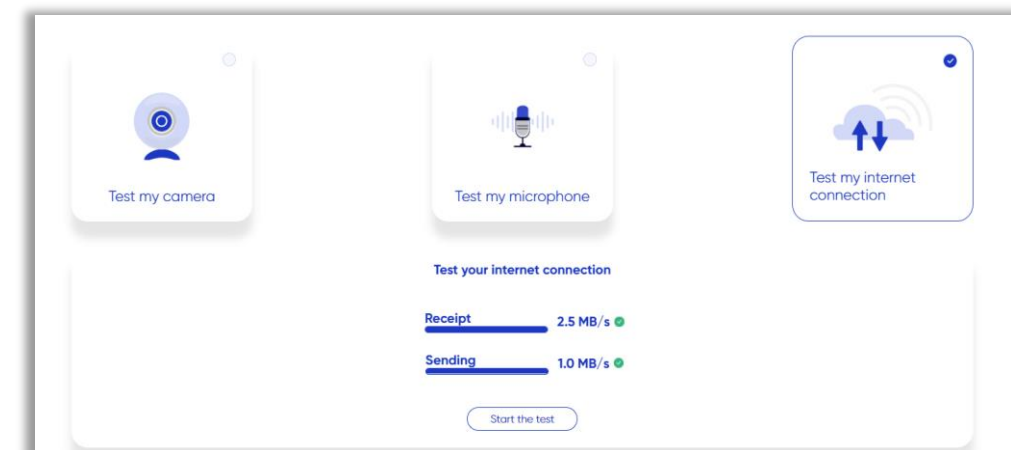 Test my camera
Test my microphone
Test my internet
connection
Test your internet connection
Receipt 2.5 MB/s
Sending 1.0 MB/s
Start the test